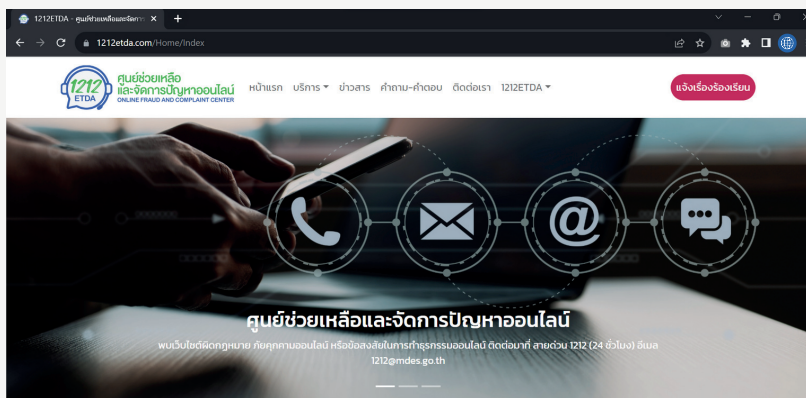 1212ETDA - ศูนย์ช่วยเหลือและจัดการ
1212etda.com/Home/Index
1212
ETDA
ศูนย์ช่วยเหลือ
และจัดการปัญหาออนไลน์
ONLINE FRAUD AND COMPLAINT CENTER
หน้าแรก บริการ ข่าวสาร คำถาม-คำตอบ ติดต่อเรา 1212ETDA
แจ้งเรื่องร้องเรียน
@
ศูนย์ช่วยเหลือและจัดการปัญหาออนไลน์
พบเว็บไซต์ผิดกฎหมาย ภัยคุกคามออนไลน์ หรือข้อสงสัยในการทำธุรกรรมออนไลน์ ติดต่อมาที่ สายด่วน 1212 (24 ชั่วโมง) อีเมล
1212@mdes.go.th